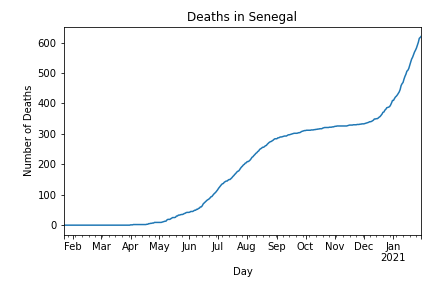 Deaths in Senegal
600
500
400
300
200
100
0
Number of Deaths
Feb Mar Apr May Jun Jul Aug Sep Oct Nov Dec Jan
2021
Day